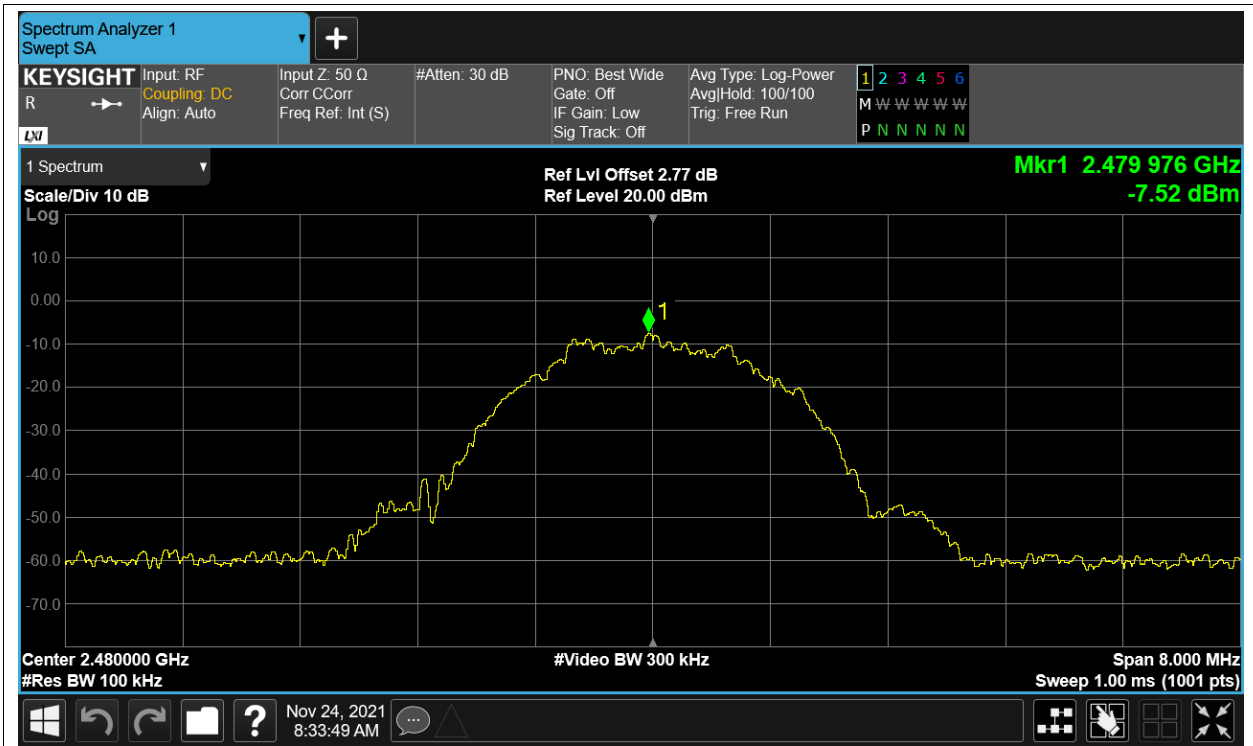 Spectrum Analyzer 1
Swept SA
KEYSIGHT
R
LXI
Input: RF
Coupling: DC
Align: Auto
Input Z: 50 Ω
Corr CCorr
Freq Ref: Int (S)
#Atten: 30 dB
PNO: Best Wide
Gate: Off
IF Gain: Low
Sig Track: Off
Avg Type: Log-Power
Avg|Hold: 100/100
Trig: Free Run
1 2 3 4 5 6
M W W W W W
P N N N N N
1 Spectrum
Scale/Div 10 dB
Log
Ref Lvl Offset 2.77 dB
Ref Level 20.00 dBm
Mkr1 2.479 976 GHz
-7.52 dBm
10.0
0.00
1
-10.0
-20.0
-30.0
-40.0
-50.0
-60.0
-70.0
Center 2.480000 GHz
#Video BW 300 kHz
Span 8.000 MHz
#Res BW 100 kHz
Sweep 1.00 ms (1001 pts)
?
Nov 24, 2021
8:33:49 AM